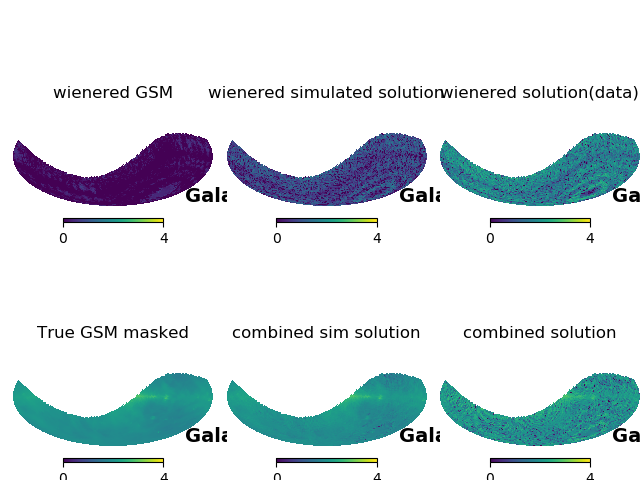 wienered GSM
wienered simulated solution
wienered solution(data)
Gala
Gala
Ga
0 4
0 4
0 4
True GSM masked
combined sim solution
combined solution
Gala
Gala
Ga
0 4
0 4
0 4